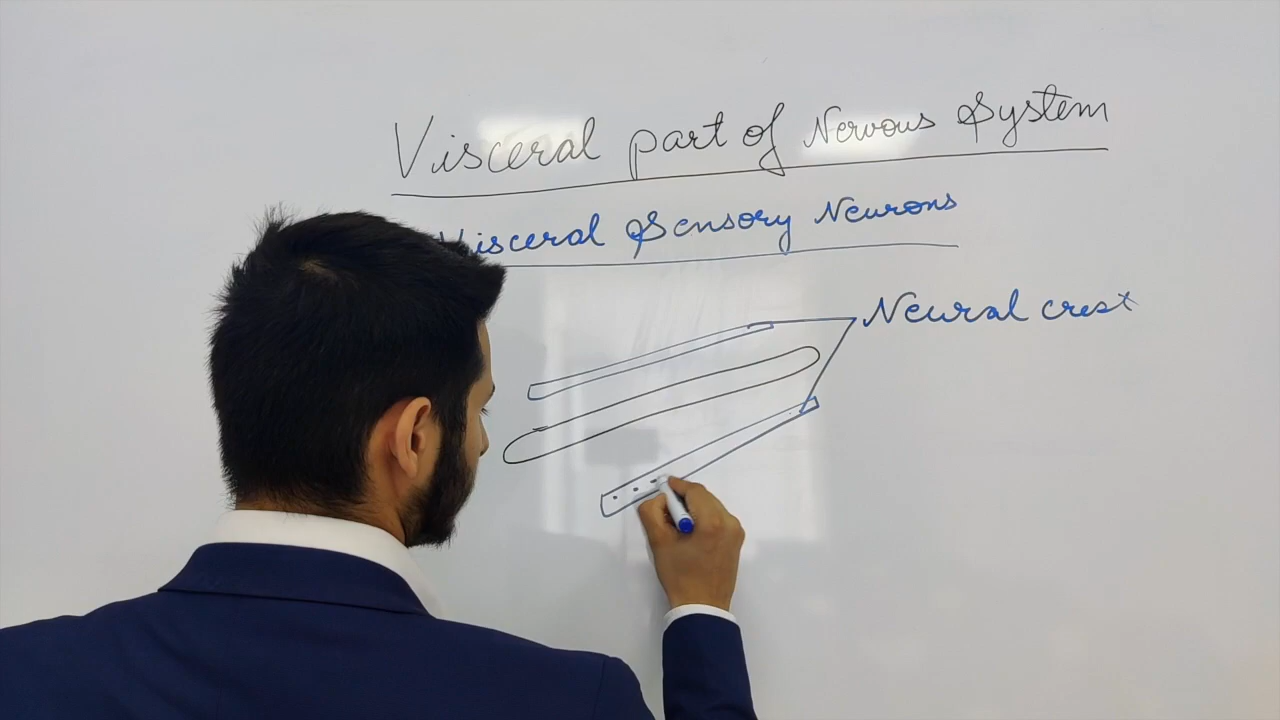 Visceral part of Nervous System
Visceral Sensory Neurons
Neural crest